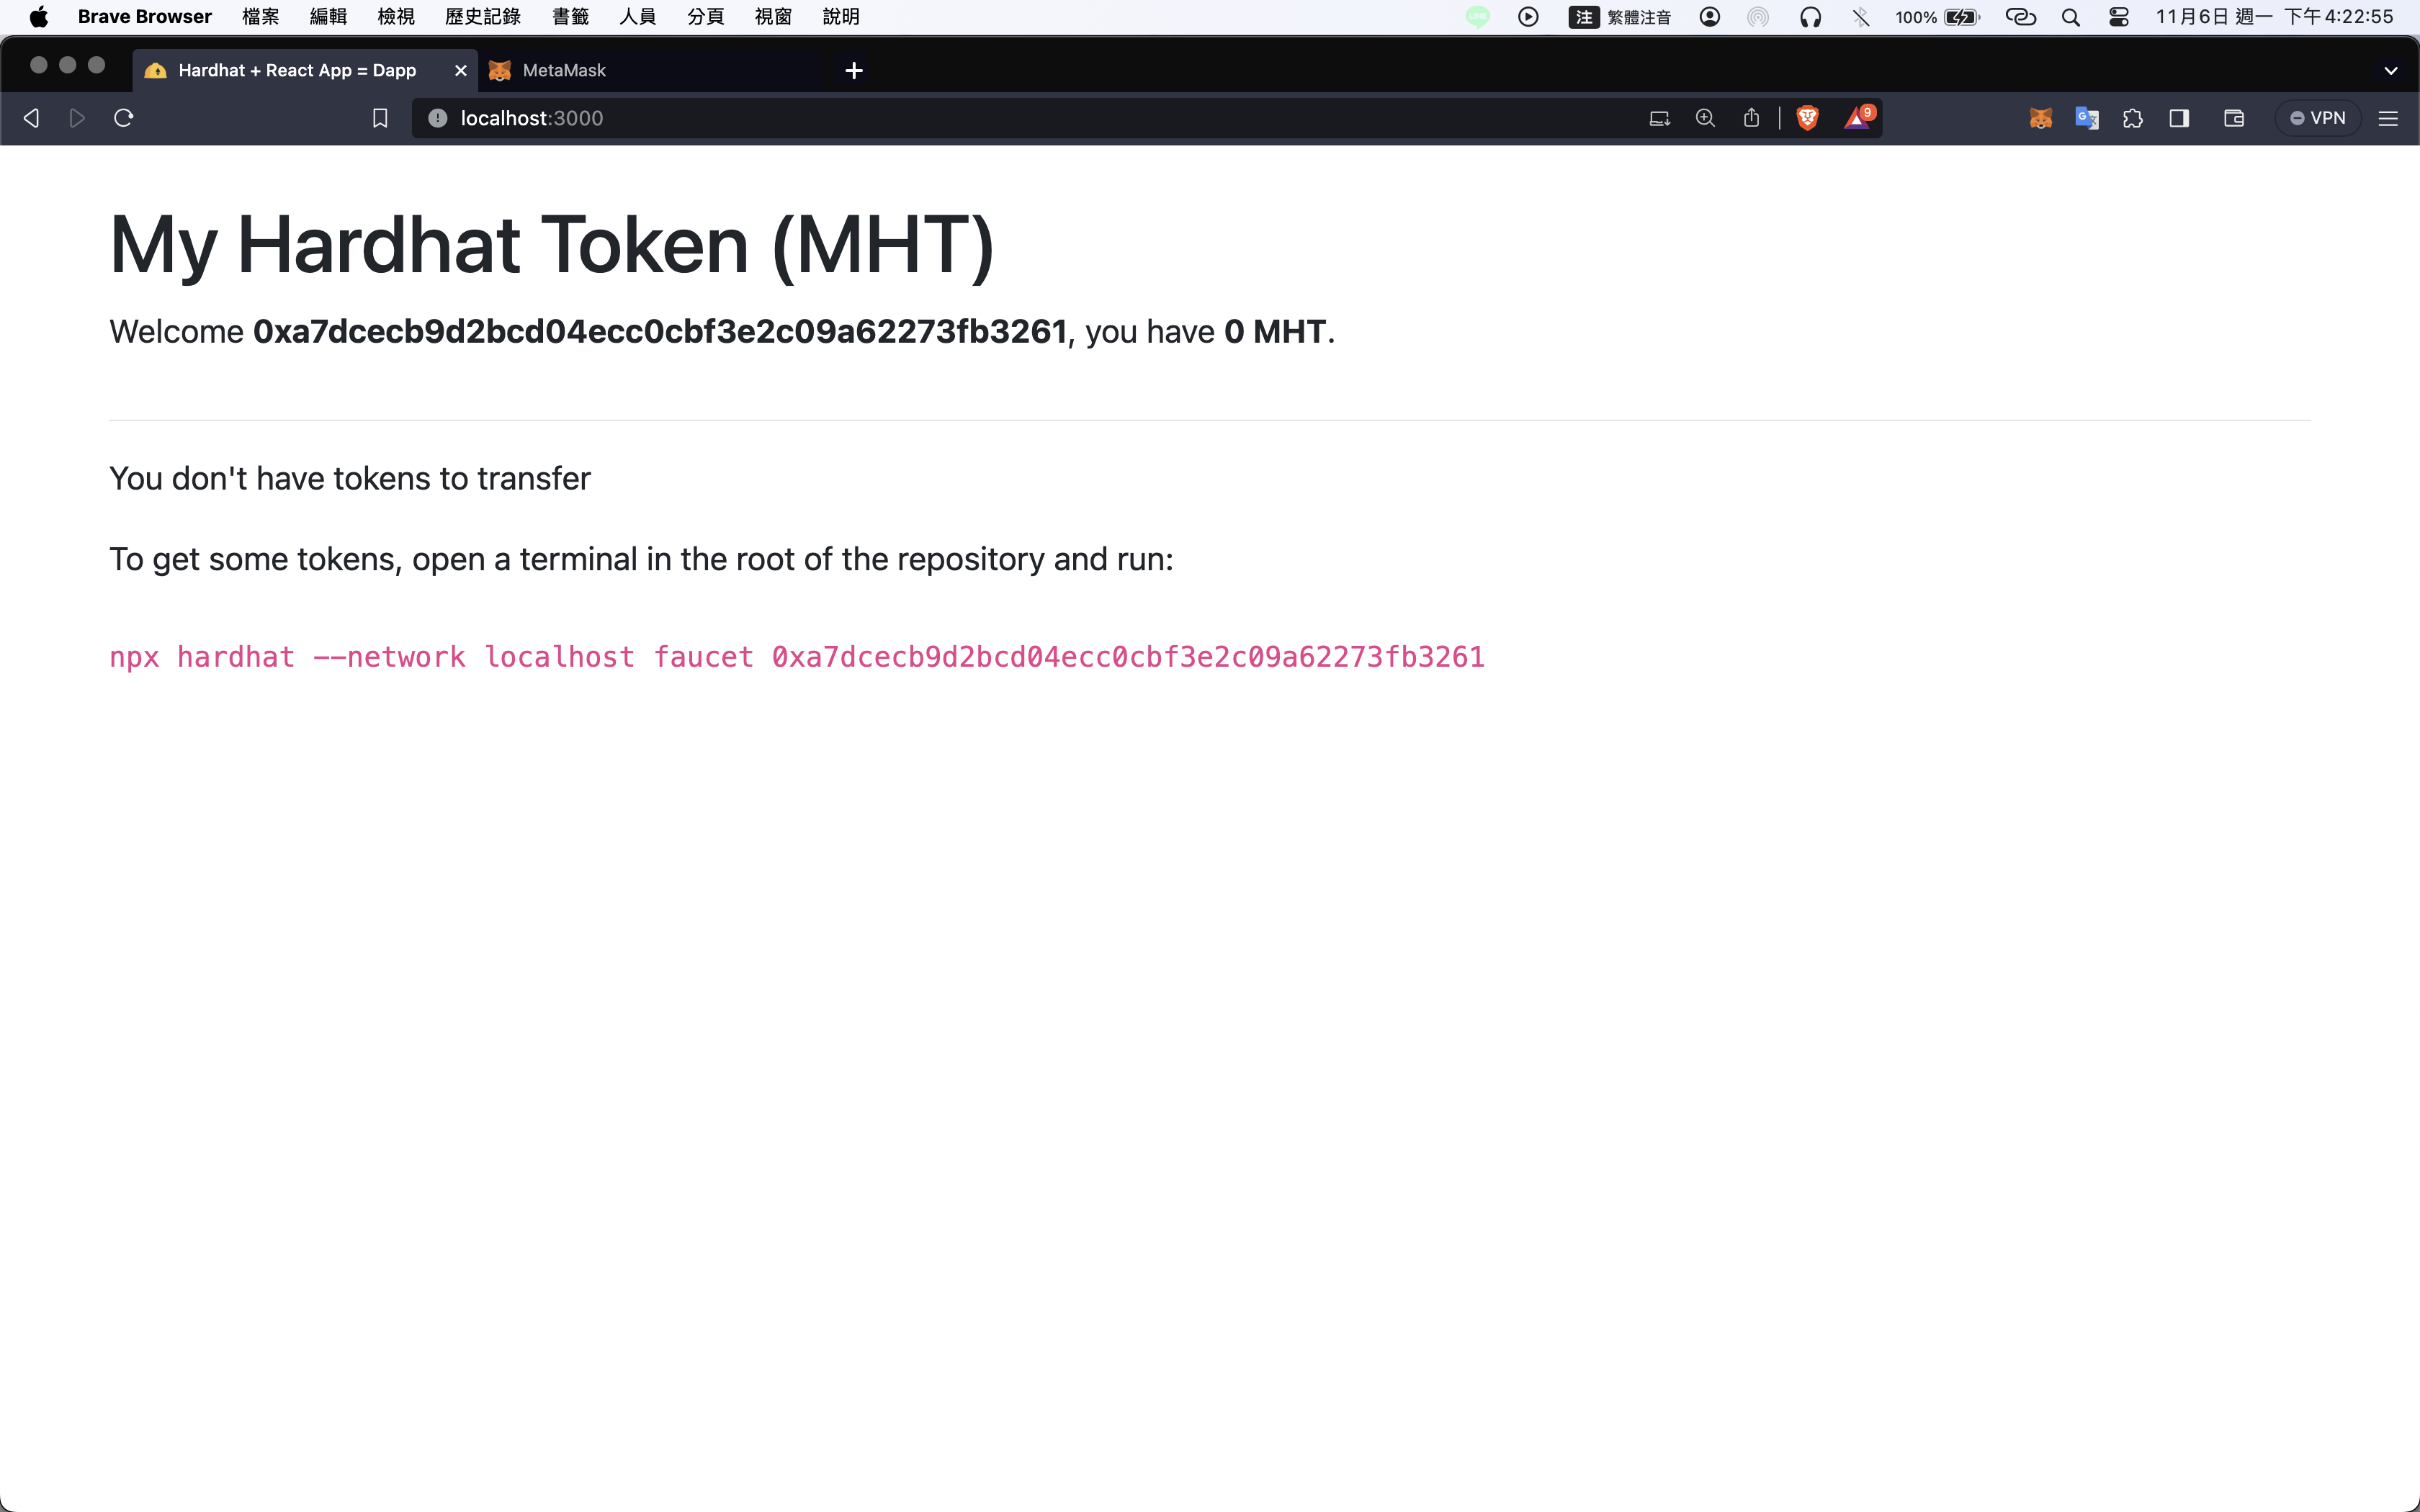 Brave Browser 檔案 編輯 檢視 歷史記錄 書籤 人員 分頁 視窗 說明 LINE 注 繁體注音 100% 11月6日 週一 下午4:22:55
Hardhat + React App = Dapp MetaMask
localhost:3000 9 VPN
My Hardhat Token (MHT)
Welcome 0xa7dcecb9d2bcd04ecc0cbf3e2c09a62273fb3261, you have 0 MHT.
You don't have tokens to transfer
To get some tokens, open a terminal in the root of the repository and run:
npx hardhat --network localhost faucet 0xa7dcecb9d2bcd04ecc0cbf3e2c09a62273fb3261